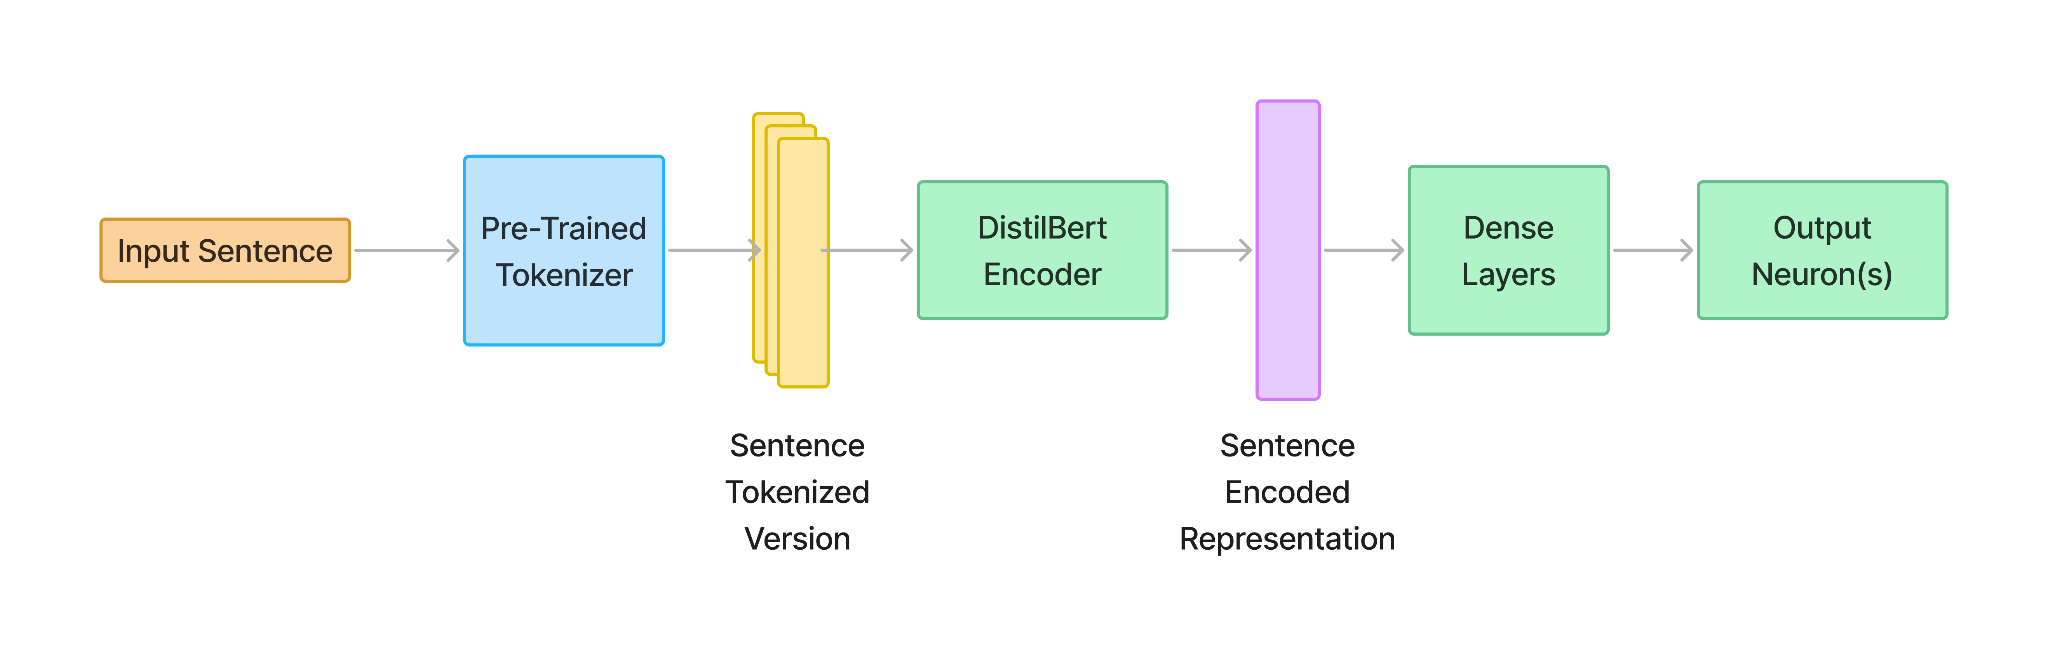 Input Sentence
Pre-Trained
Tokenizer
Sentence
Tokenized
Version
DistilBert
Encoder
Sentence
Encoded
Representation
Dense
Layers
Output
Neuron(s)